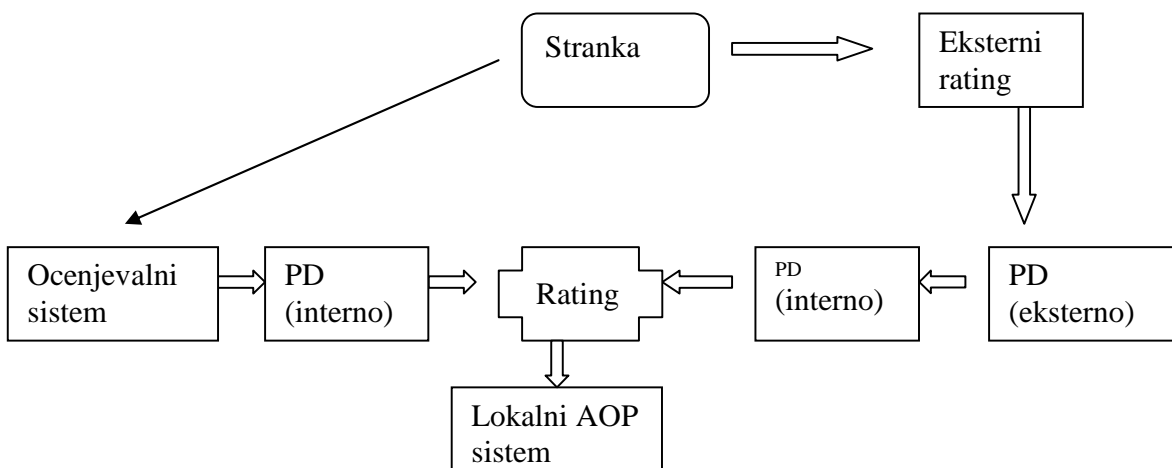 Stranka
Eksterni
rating
Ocenjevalni
sistem
PD
(interno)
Rating
PD
(interno)
PD
(eksterno)
Lokalni AOP
sistem